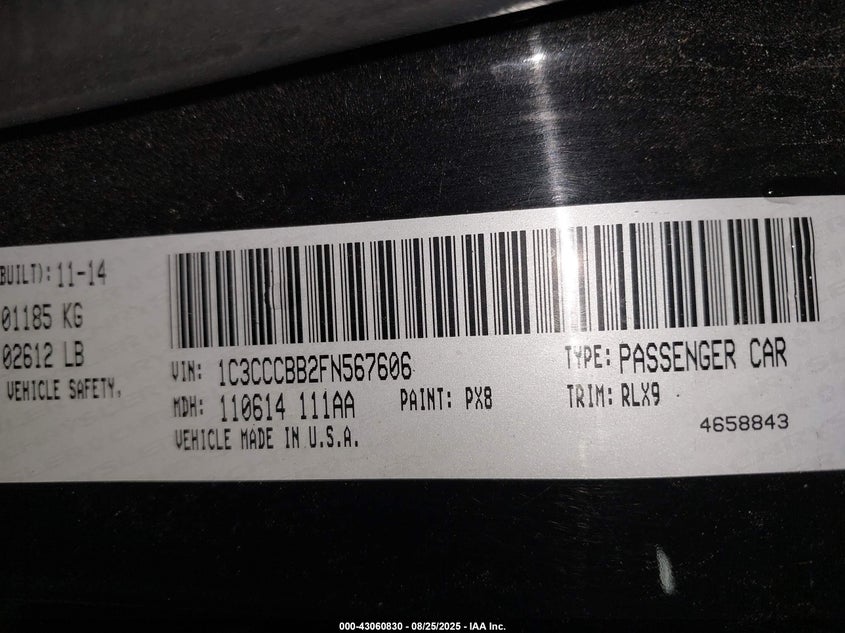 BUILT): 11-14
01185 KG
02612 LB
VEHICLE SAFETY,
VIN: 1C3CCCBB2FN567606
TYPE: PASSENGER CAR
MDH: 110614 111AA
PAINT: PX8
TRIM: RLX9
VEHICLE MADE IN U.S.A.
4658843
000-43060830 - 08/25/2025 - IAA Inc.